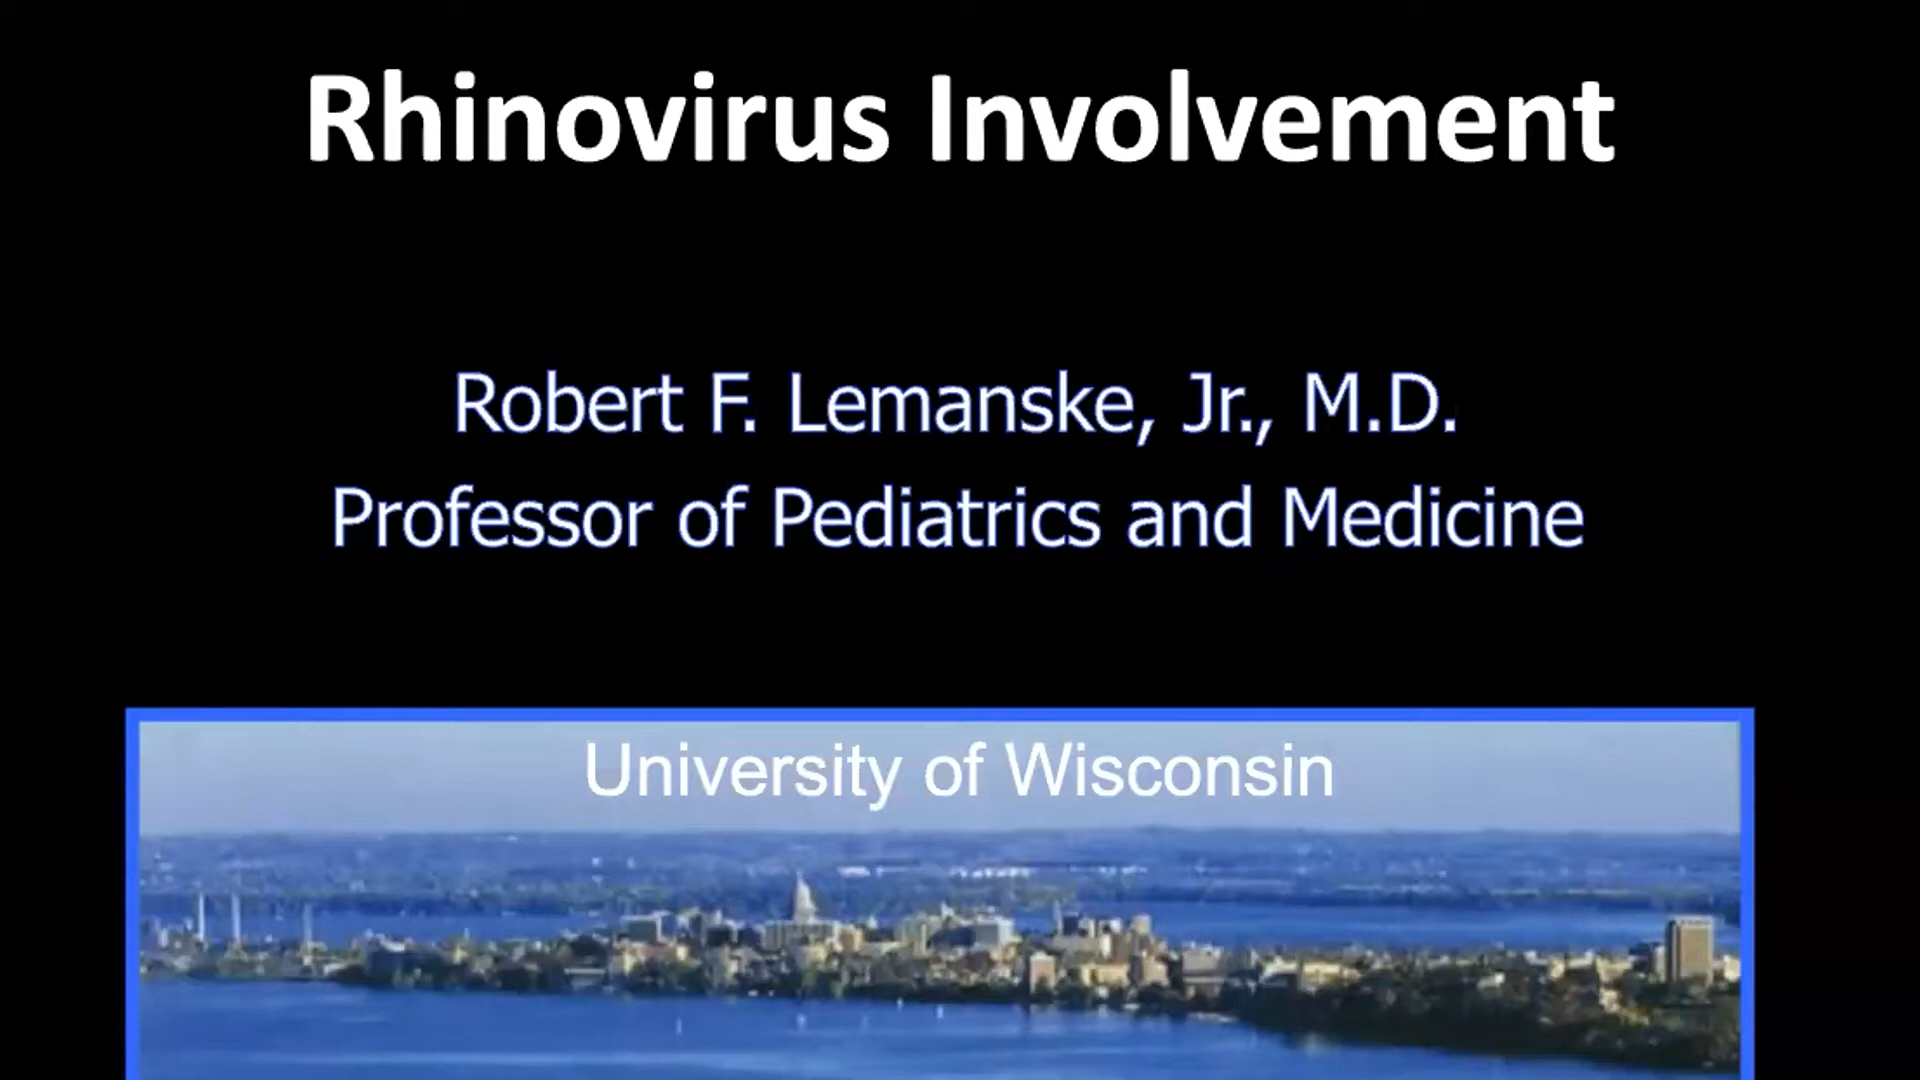 Rhinovirus Involvement
Robert F. Lemanske, Jr., M.D.
Professor of Pediatrics and Medicine
University of Wisconsin